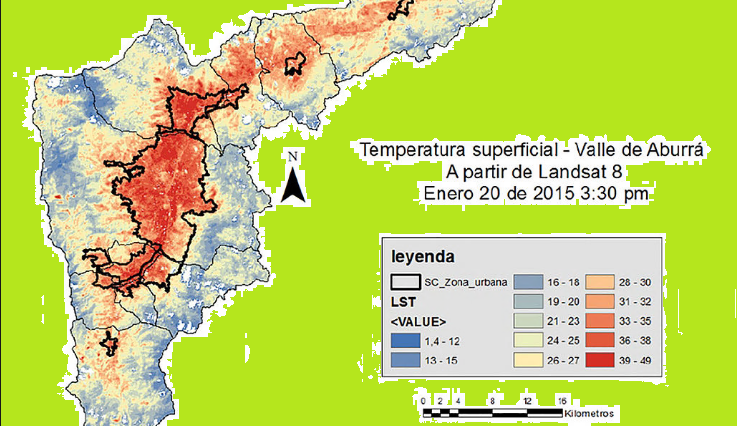 N
Temperatura superficial - Valle de Aburrá
A partir de Landsat 8
Enero 20 de 2015 3:30 pm
leyenda
SC_Zona_urbana
LST
<VALUE>
1,4 - 12
13 - 15
16 - 18
19 - 20
21 - 23
24 - 25
26 - 27
28 - 30
31 - 32
33 - 35
36 - 38
39 - 49
0 2 4 8 12 16
Kilometros